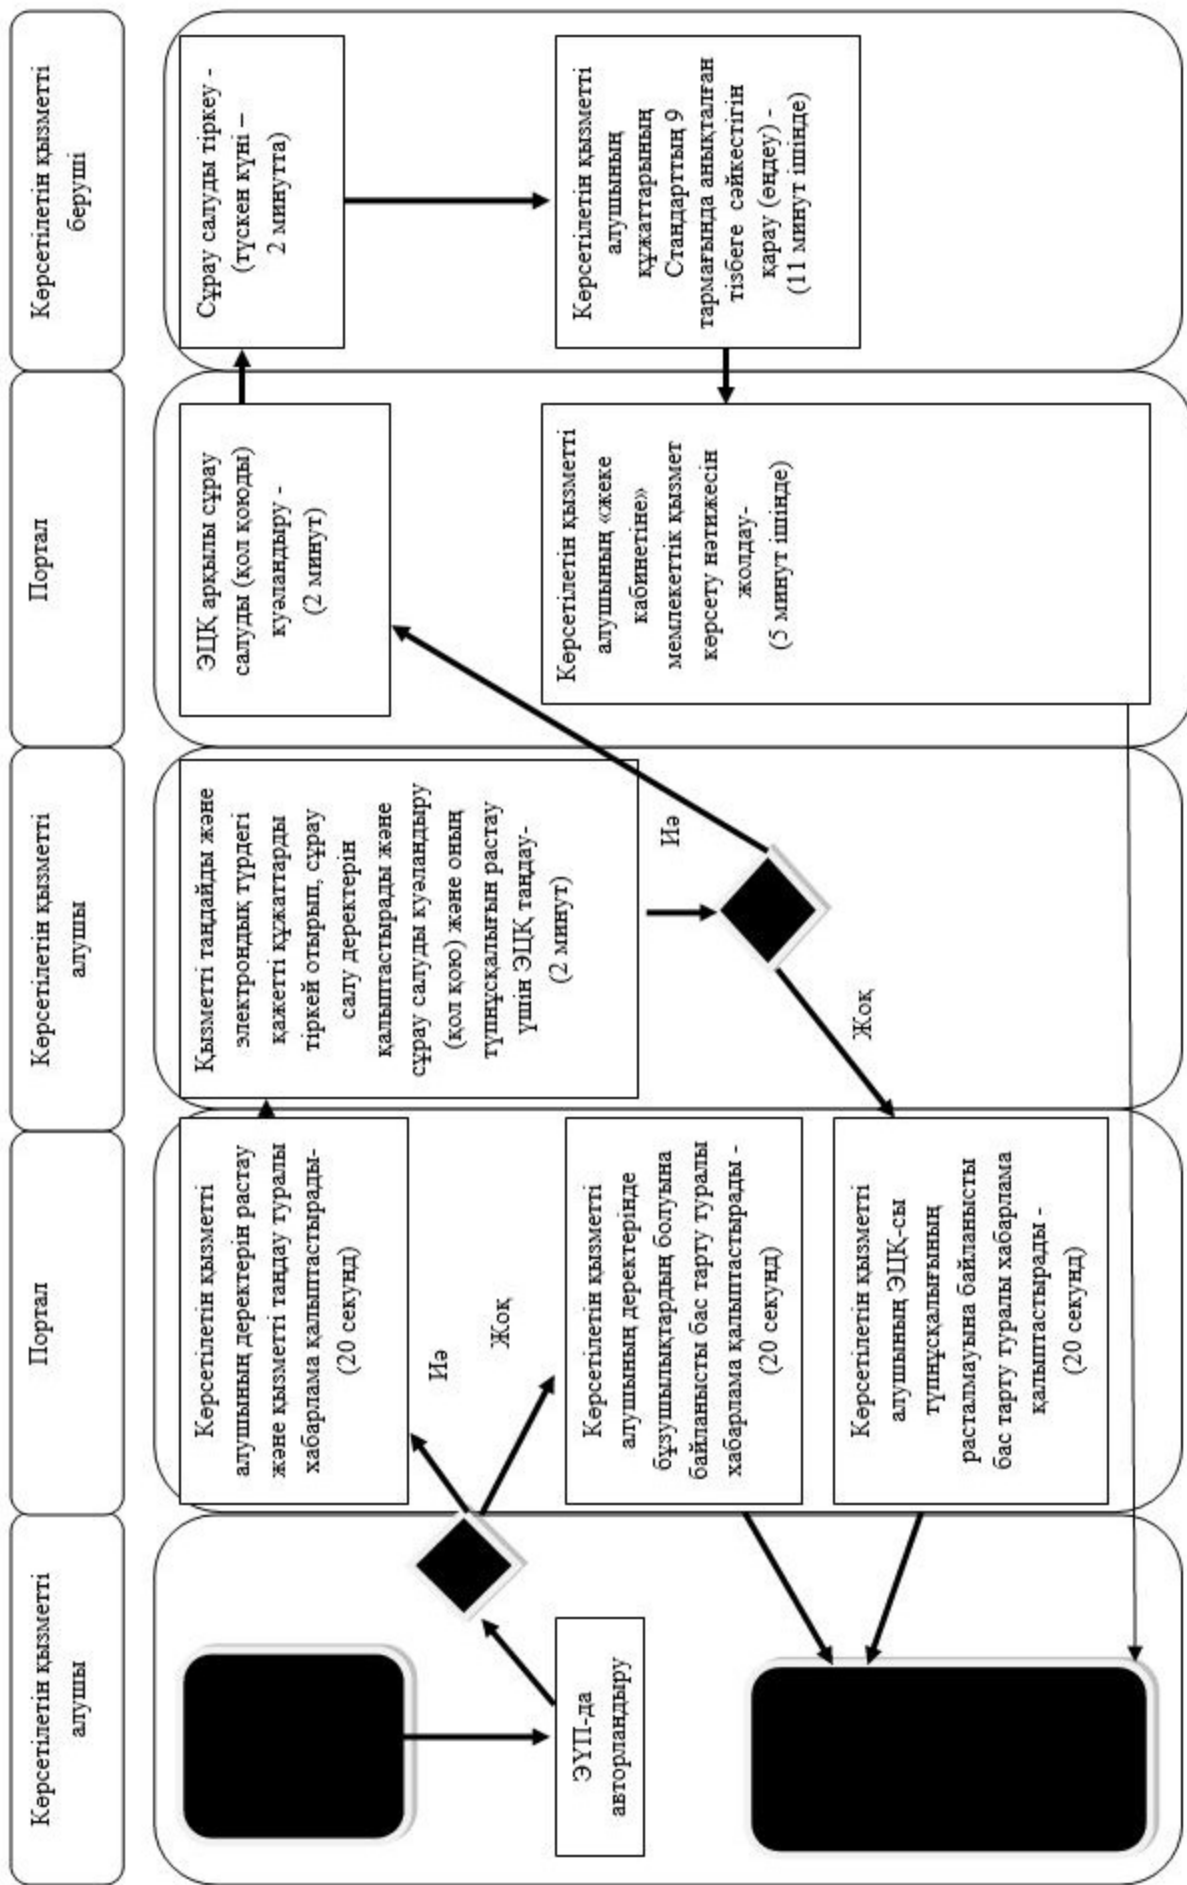 Көрсетілетін қызметті
алушы
Портал
Көрсетілетін қызметті
алушы
Портал
Көрсетілетін қызметті
беруші
ЭҮП-да
авторландыру
Көрсетілетін қызметті
алушының деректерін растау
және қызметті таңдау туралы
хабарлама қалыптастырады-
(20 секунд)
Иә
Жоқ
Көрсетілетін қызметті
алушының деректерінде
бұзушылықтардың болуына
байланысты бас тарту туралы
хабарлама қалыптастырады -
(20 секунд)
Көрсетілетін қызметті
алушының ЭЦҚ-сы
түпнұсқалығының
расталмауына байланысты
бас тарту туралы хабарлама
қалыптастырады -
(20 секунд)
Қызметті таңдайды және
электрондық түрдегі
қажетті құжаттарды
тіркей отырып, сұрау
салу деректерін
қалыптастырады және
сұрау салуды куәландыру
(қол қою) және оның
түпнұсқалығын растау
үшін ЭЦҚ таңдау-
(2 минут)
Иә
Жоқ
ЭЦҚ арқылы сұрау
салуды (қол қоюды)
куәландыру -
(2 минут)
Көрсетілетін қызметті
алушының «жеке
кабинетіне»
мемлекеттік қызмет
көрсету нәтижесін
жолдау-
(5 минут ішінде)
Сұрау салуды тіркеу -
(түскен күні –
2 минутта)
Көрсетілетін қызметті
алушының
құжаттарының
Стандарттың 9
тармағында анықталған
тізбеге сәйкестігін
қарау (өңдеу) -
(11 минут ішінде)